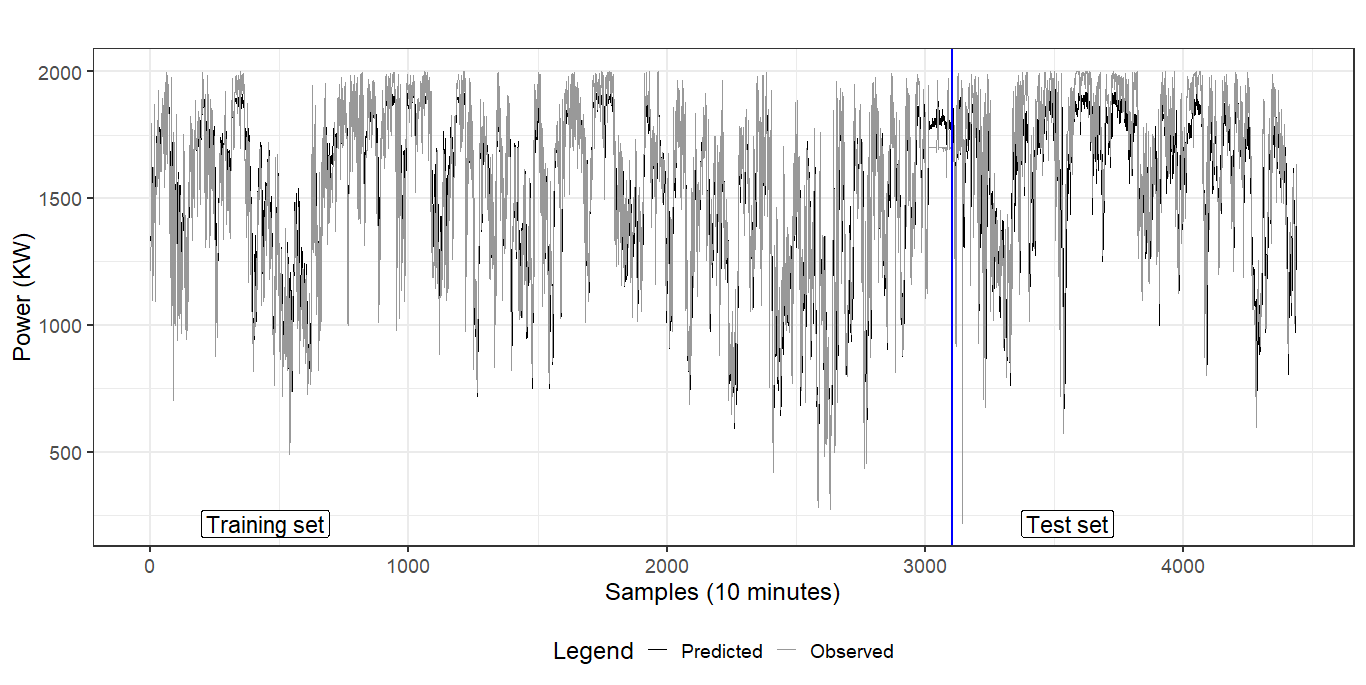 2000
1500
1000
500
Power (KW)
Training set
Test set
0 1000 2000 3000 4000
Samples (10 minutes)
Legend Predicted Observed